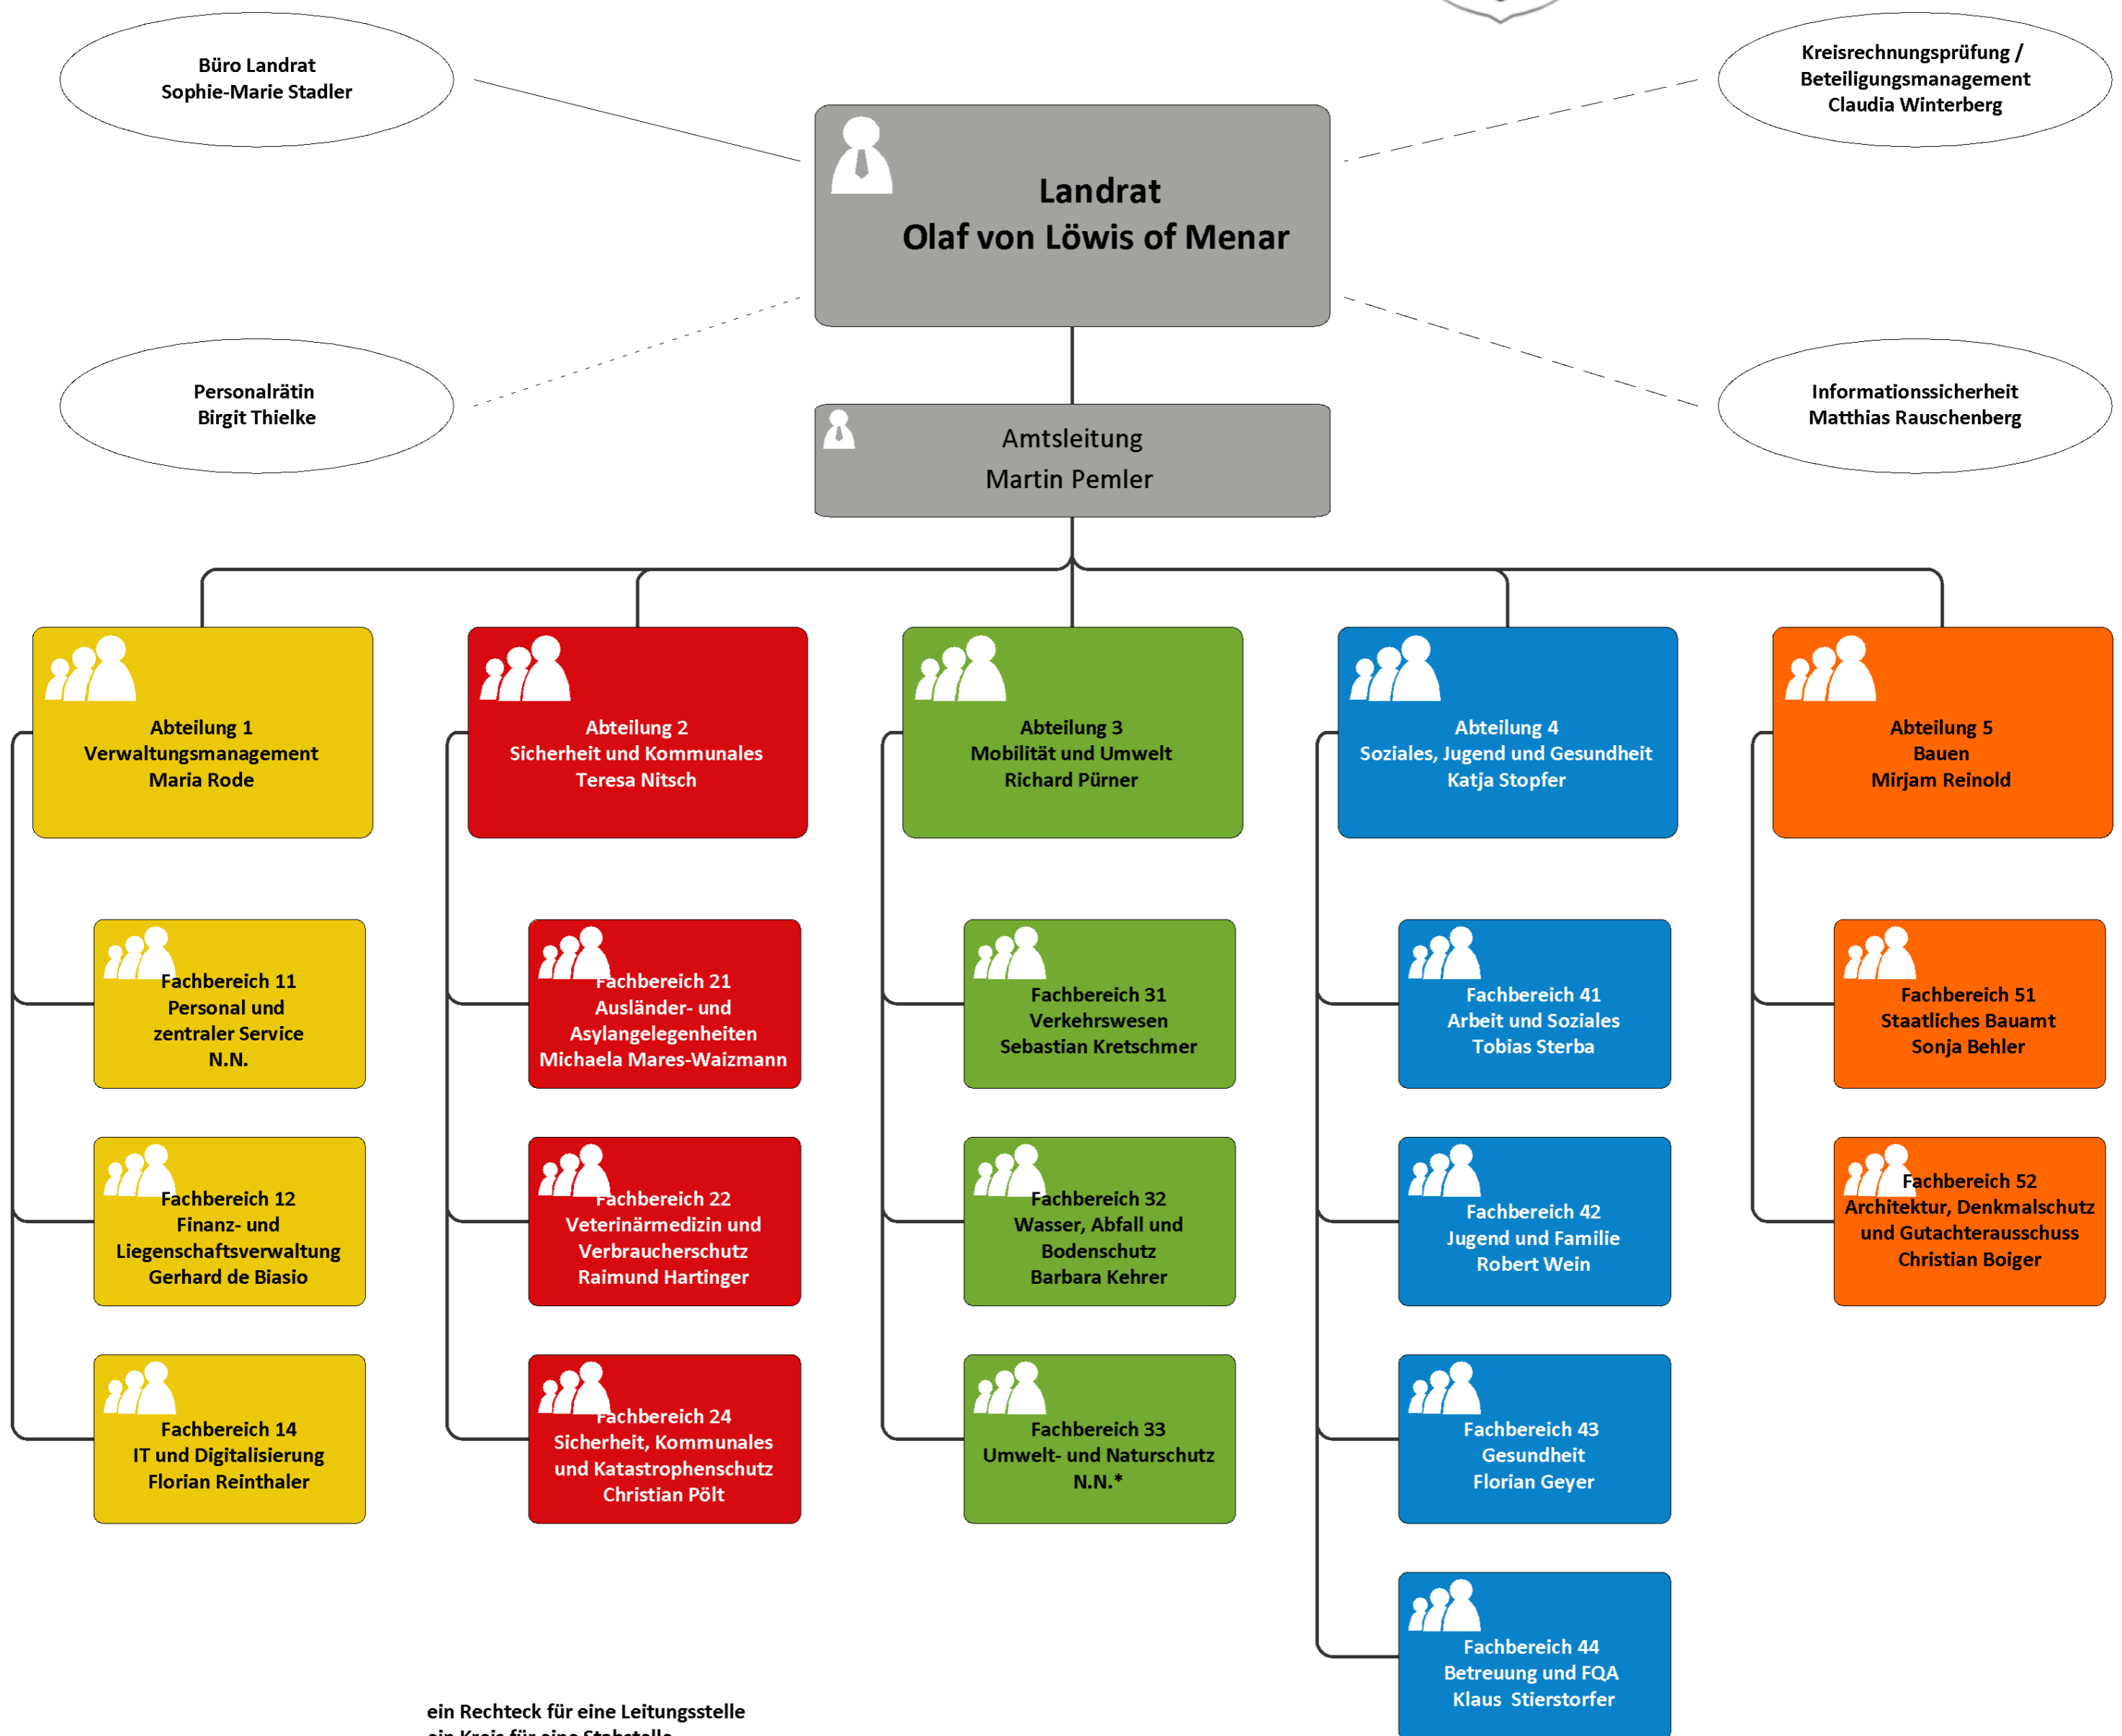 Büro Landrat
Sophie-Marie Stadler
Kreisrechnungsprüfung /
Beteiligungsmanagement
Claudia Winterberg
Landrat
Olaf von Löwis of Menar
Personalrätin
Birgit Thielke
Informationssicherheit
Matthias Rauschenberg
Amtsleitung
Martin Pemler
Abteilung 1
Verwaltungsmanagement
Maria Rode
Abteilung 2
Sicherheit und Kommunales
Teresa Nitsch
Abteilung 3
Mobilität und Umwelt
Richard Pürner
Abteilung 4
Soziales, Jugend und Gesundheit
Katja Stopfer
Abteilung 5
Bauen
Mirjam Reinold
Fachbereich 11
Personal und
zentraler Service
N.N.
Fachbereich 21
Ausländer- und
Asylangelegenheiten
Michaela Mares-Waizmann
Fachbereich 31
Verkehrswesen
Sebastian Kretschmer
Fachbereich 41
Arbeit und Soziales
Tobias Sterba
Fachbereich 51
Staatliches Bauamt
Sonja Behler
Fachbereich 12
Finanz- und
Liegenschaftsverwaltung
Gerhard de Biasio
Fachbereich 22
Veterinärmedizin und
Verbraucherschutz
Raimund Hartinger
Fachbereich 32
Wasser, Abfall und
Bodenschutz
Barbara Kehrer
Fachbereich 42
Jugend und Familie
Robert Wein
Fachbereich 52
Architektur, Denkmalschutz
und Gutachterausschuss
Christian Boiger
Fachbereich 14
IT und Digitalisierung
Florian Reinthaler
Fachbereich 24
Sicherheit, Kommunales
und Katastrophenschutz
Christian Pölt
Fachbereich 33
Umwelt- und Naturschutz
N.N.*
Fachbereich 43
Gesundheit
Florian Geyer
Fachbereich 44
Betreuung und FQA
Klaus Stierstorfer
ein Rechteck für eine Leitungsstelle
ein Kreis für eine Stabstelle